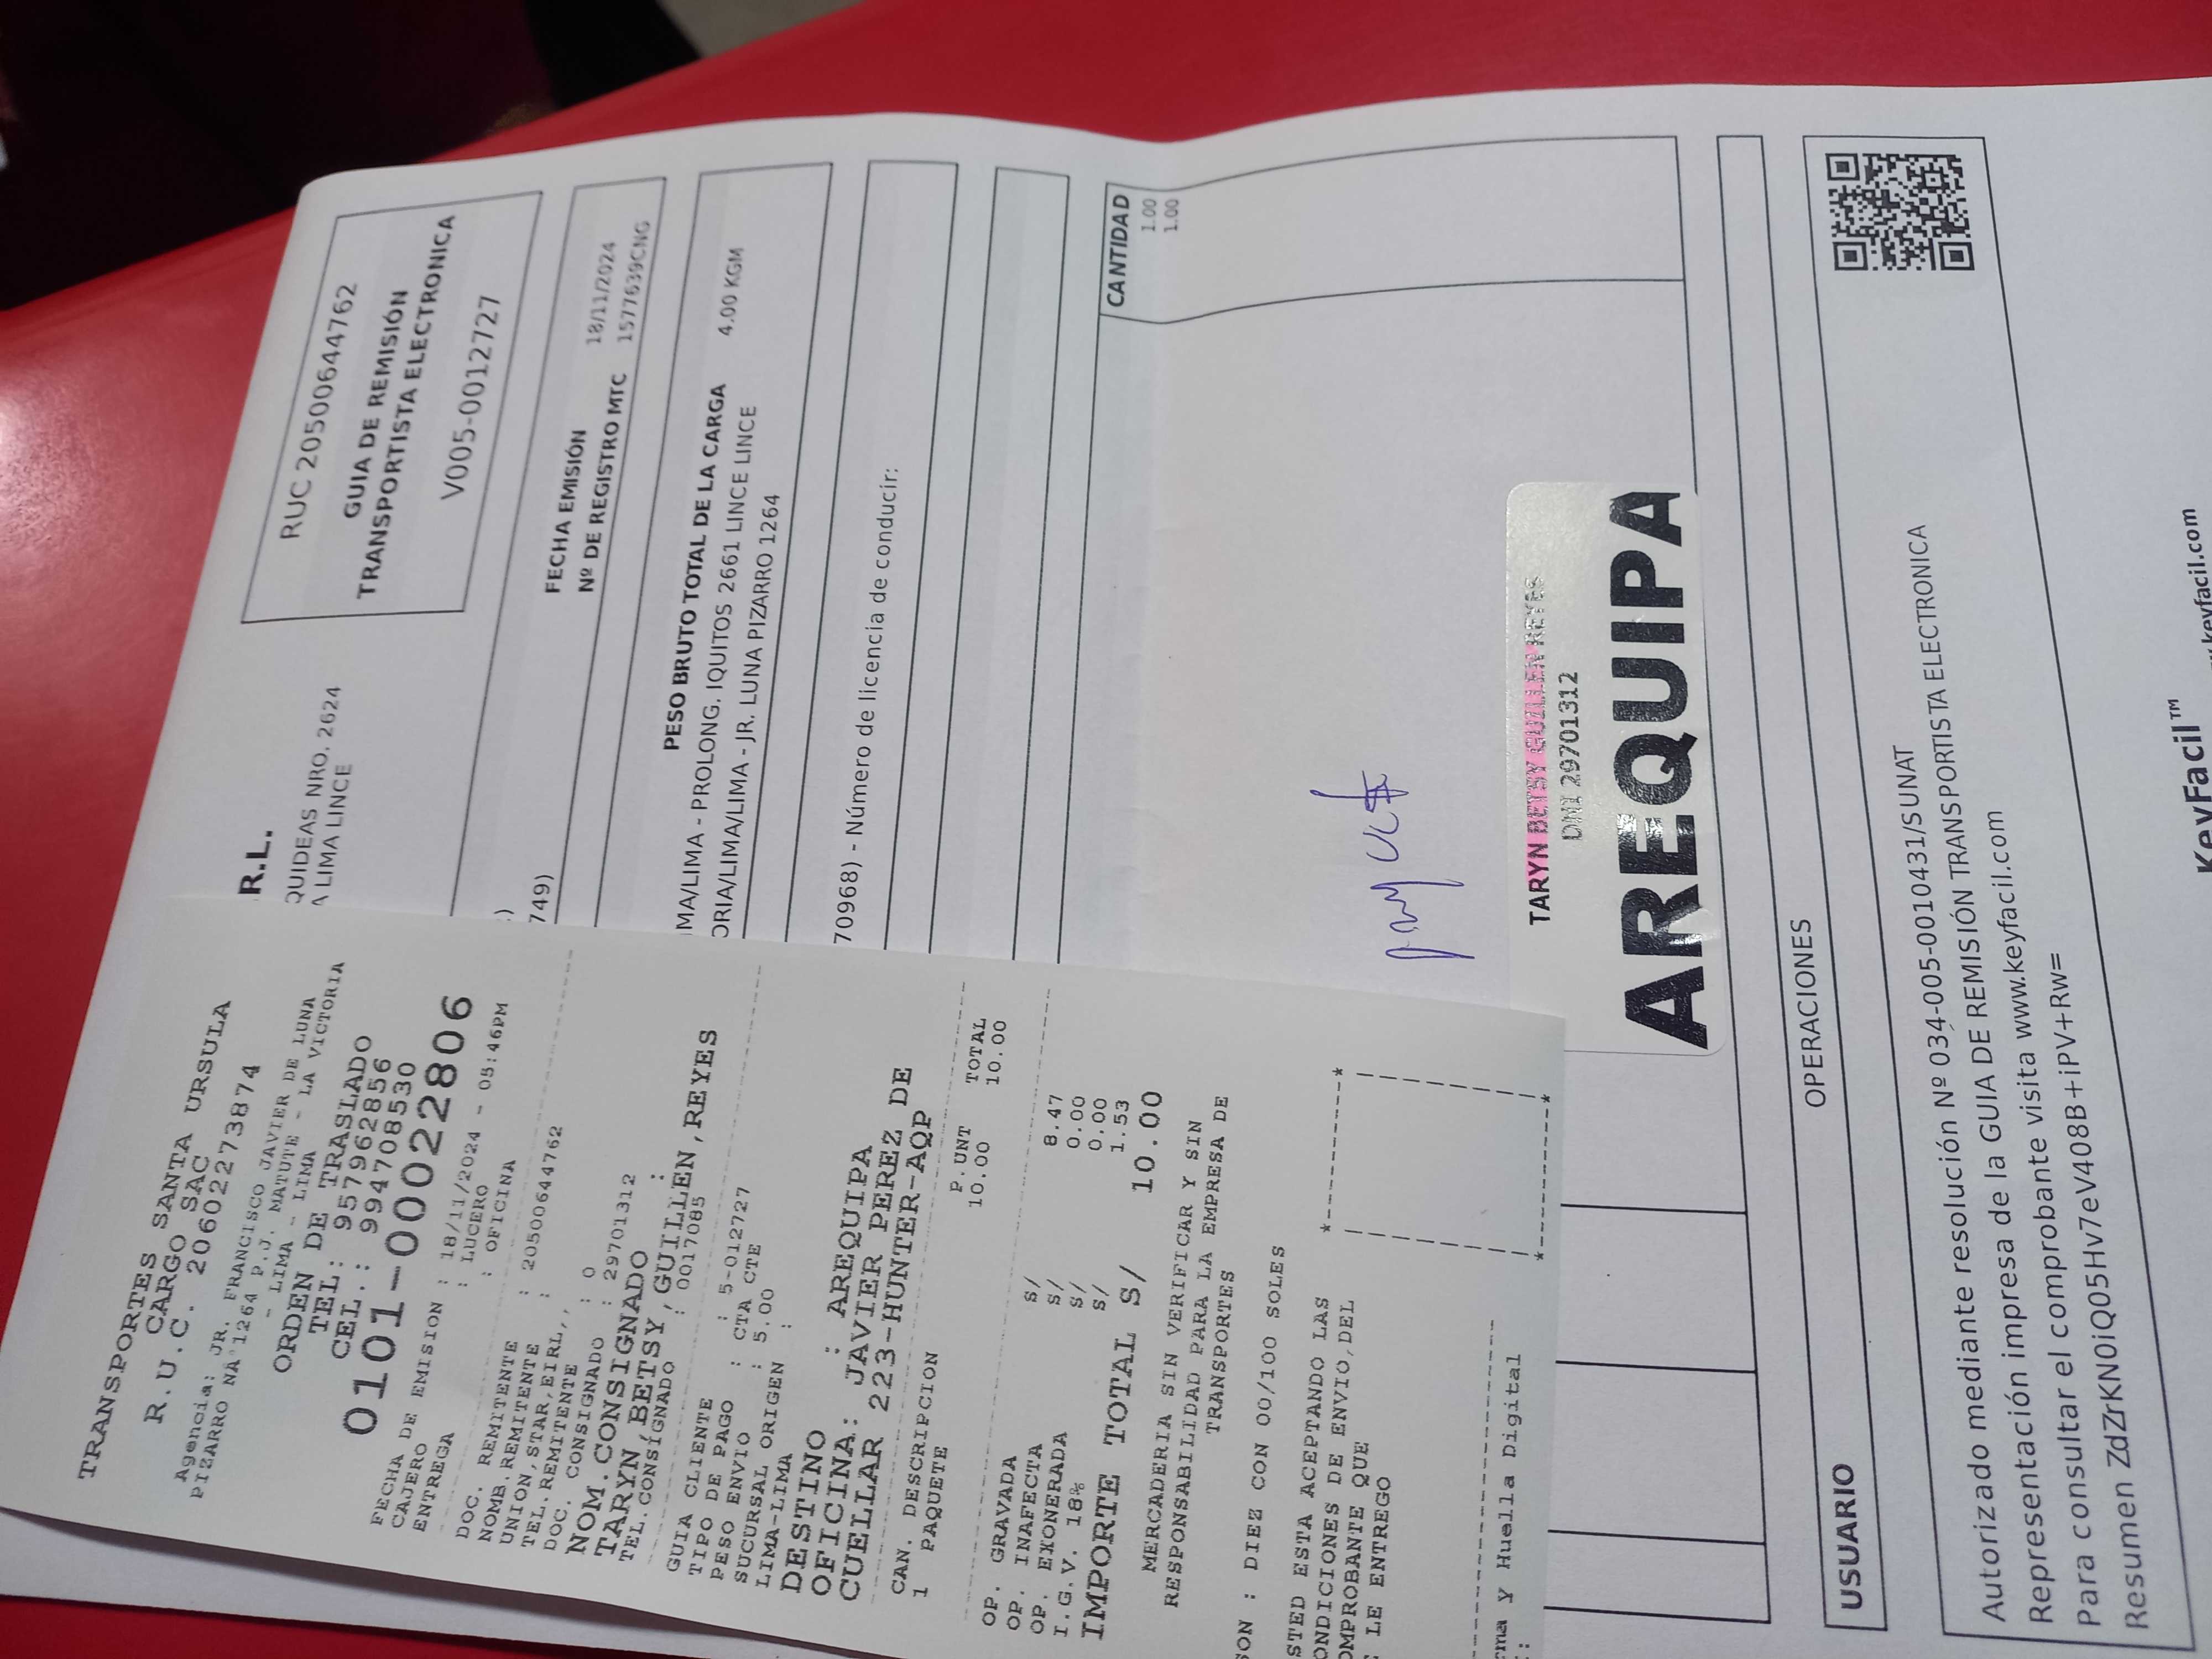 TRANSPORTES SANTA URSULA
CARGO SAC
R.U.C. 20602273874
Agencia: JR. FRANCISCO JAVIER DE LUNA
PIZARRO NA°1264 P.J. MATUTE - LIMA - LA VICTORIA
- LIMA - LIMA
ORDEN DE TRASLADO
TEL: 957962856
CEL.: 994708530
0101-00022806
FECHA DE EMISION : 18/11/2024 - 05:46PM
CAJERO : LUCERO
ENTREGA : OFICINA
DOC. REMITENTE : 20500644762
NOMB.REMITENTE :
UNION,STAR,EIRL,,
TEL.REMITENTE : 0
DOC. CONSIGNADO : 29701312
NOM.CONSIGNADO :
TARYN,BETSY,GUILLEN,REYES
TEL.CONSIGNADO : 0017085
GUIA CLIENTE : 5-012727
TIPO DE PAGO : CTA CTE
PESO ENVIO : 5.00
SUCURSAL ORIGEN :
LIMA-LIMA
DESTINO : AREQUIPA
OFICINA: JAVIER PEREZ DE
CUELLAR 223-HUNTER-AQP
CAN. DESCRIPCION P.UNT TOTAL
1 PAQUETE 10.00 10.00
OP. GRAVADA S/ 8.47
OP. INAFECTA S/ 0.00
OP. EXONERADA S/ 0.00
I.G.V. 18% S/ 1.53
IMPORTE TOTAL S/ 10.00
MERCADERIA SIN VERIFICAR Y SIN
RESPONSABILIDAD PARA LA EMPRESA DE
TRANSPORTES
SON : DIEZ CON 00/100 SOLES
STED ESTA ACEPTANDO LAS
ONDICIONES DE ENVIO,DEL
OMPROBANTE QUE
LE ENTREGO
rma y Huella Digital
R.L.
QUIDEAS NRO. 2624
A LIMA LINCE
RUC 20500644762
GUIA DE REMISIÓN
TRANSPORTISTA ELECTRONICA
V005-00127727
749)
FECHA EMISIÓN 18/11/2024
Nº DE REGISTRO MTC 1577639CNG
PESO BRUTO TOTAL DE LA CARGA 4.00 KGM
MA/LIMA - PROLONG. IQUITOS 2661 LINCE LINCE
ORIA/LIMA/LIMA - JR. LUNA PIZARRO 1264
70968) - Número de licencia de conducir:
CANTIDAD
1.00
1.00
TARYN BETSY GUILLEN REYES
DNI 29701312
AREQUIPA
OPERACIONES
USUARIO
Autorizado mediante resolución Nº 034-005-0010431/SUNAT
Representación impresa de la GUIA DE REMISIÓN TRANSPORTISTA ELECTRONICA
Para consultar el comprobante visita www.keyfacil.com
Resumen ZdZrKN0iQ05Hv7eV408B+iPV+Rw=
KeyFacil™
keyfacil.com